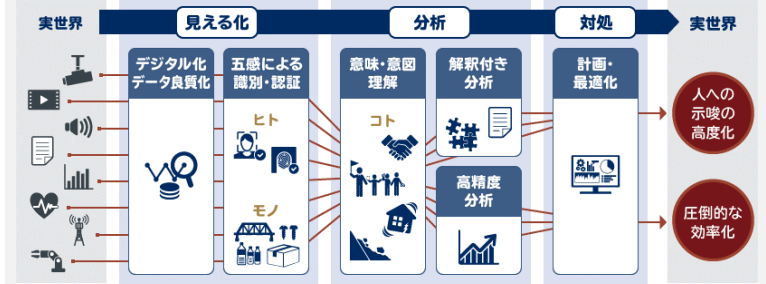 実世界
見える化
分析
対処
実世界
デジタル化
データ良質化
五感による
識別・認証
ヒト
モノ
意味・意図
理解
コト
解釈付き
分析
高精度
分析
計画・
最適化
人への
示唆の
高度化
圧倒的な
効率化